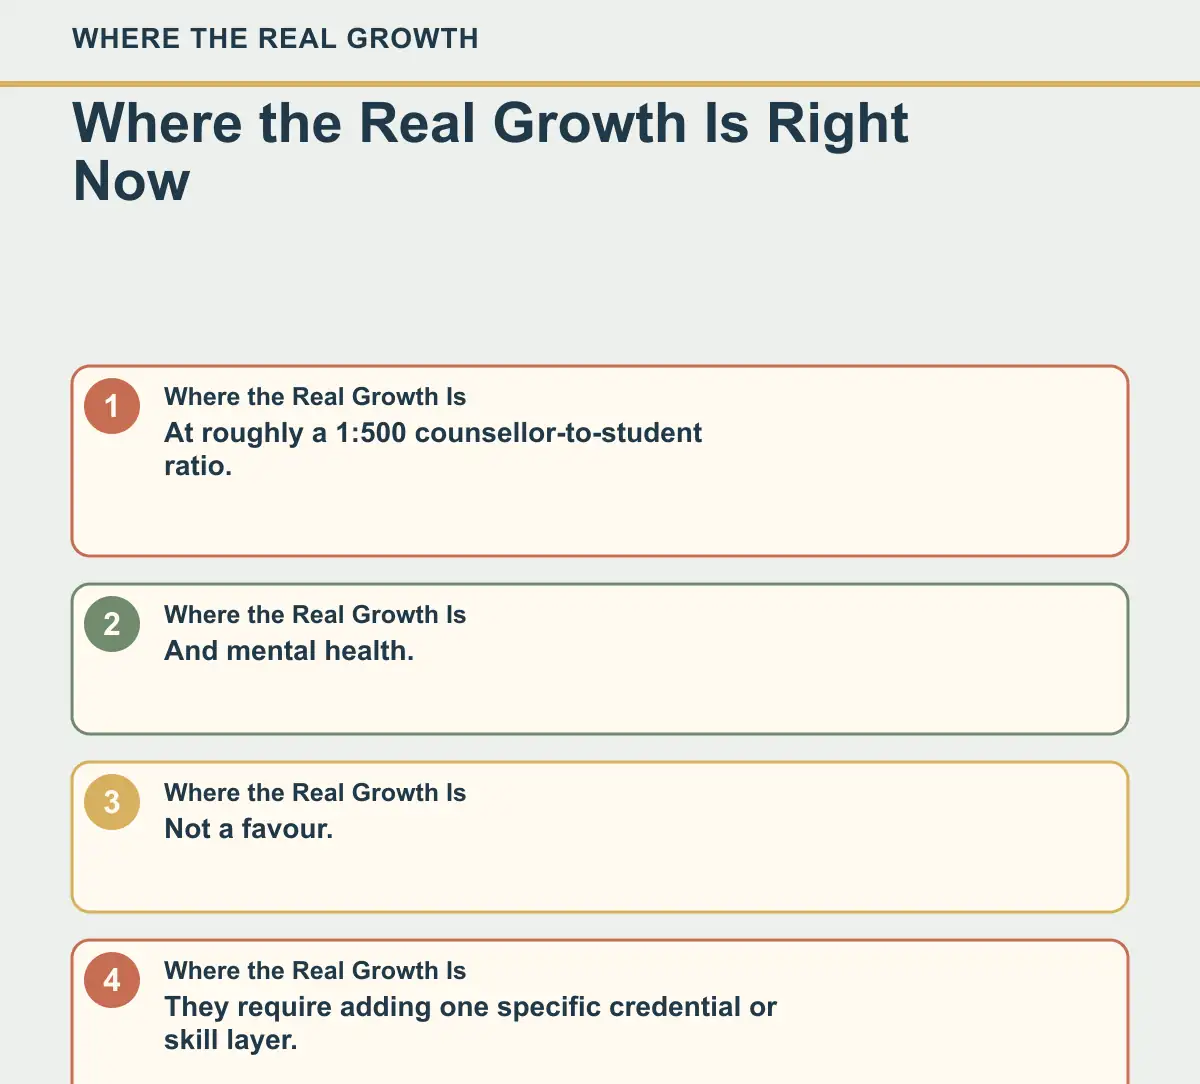 WHERE THE REAL GROWTH
Where the Real Growth Is Right
Now
1
Where the Real Growth Is
At roughly a 1:500 counsellor-to-student
ratio.
2
Where the Real Growth Is
And mental health.
3
Where the Real Growth Is
Not a favour.
4
Where the Real Growth Is
They require adding one specific credential or
skill layer.